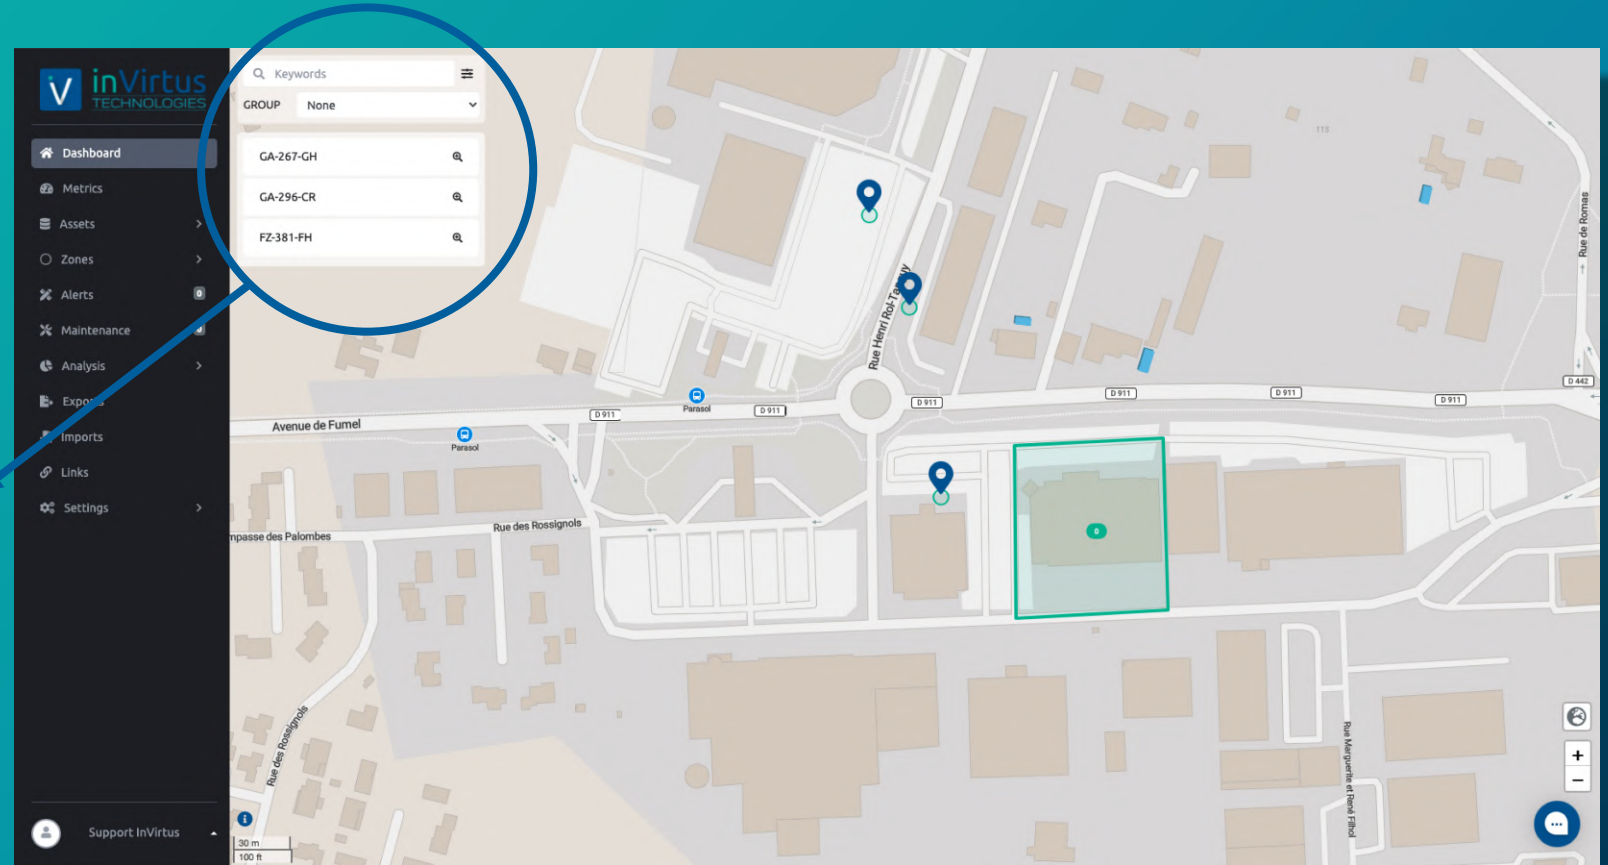 inVirtus
TECHNOLOGIES
Dashboard
Metrics
Assets
Zones
Alerts 0
Maintenance
Analysis
Exports
Imports
Links
Settings
Support InVirtus
Keywords
GROUP None
GA-267-GH
GA-296-CR
FZ-381-FH
115
Rue de Romas
Rue Henri Rol-Tanguy
D 442
D 911
D 911
D 911
D 911
D 911
D 911
Parasol
Avenue de Fumel
Parasol
Rue des Rossignols
mpasse des Palombes
0
Rue des Rossignols
Rue Marguerite et René Filhol
+
−
30 m
100 ft